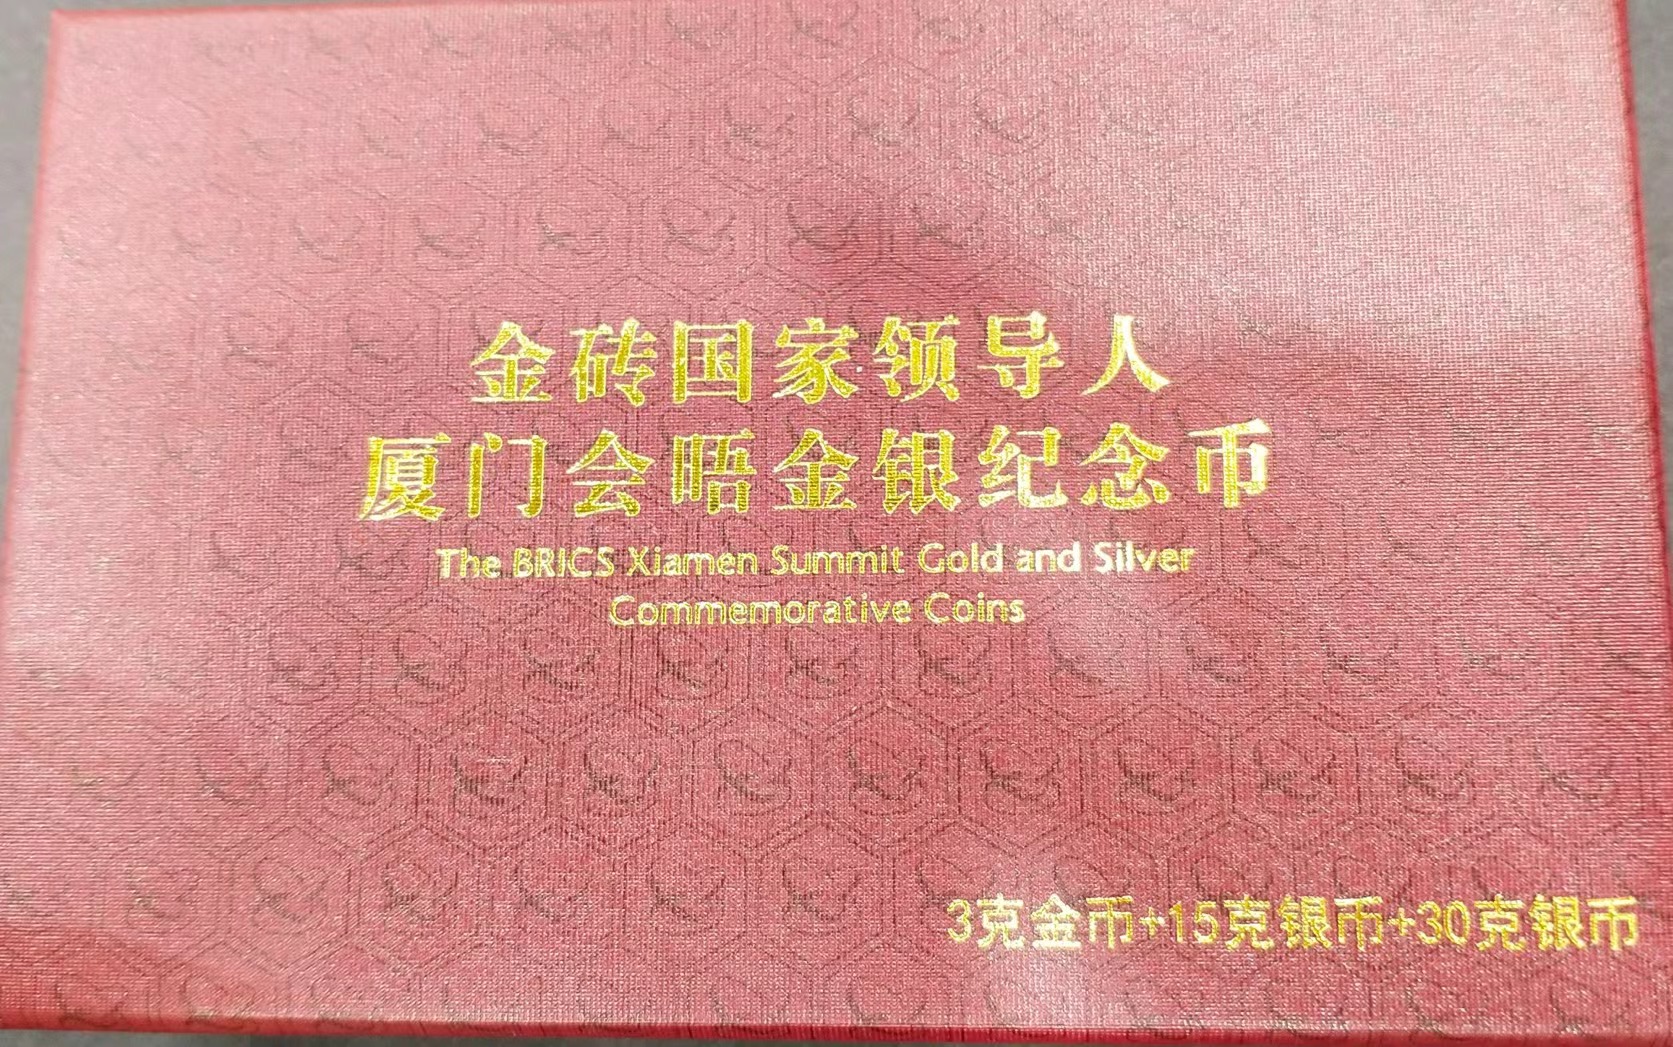 金砖国家领导人
厦门会晤金银纪念币
The BRICS Xiamen Summit Gold and Silver
Commemorative Coins
3克金币+15克银币+30克银币